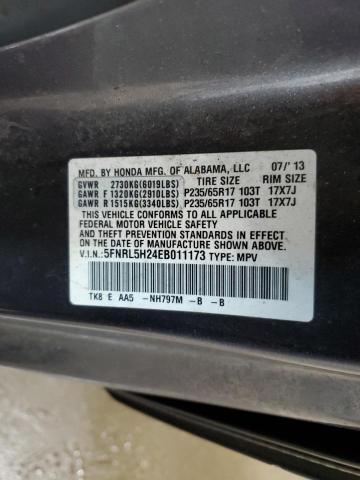 MFD. BY HONDA MFG. OF ALABAMA, LLC 07/'13
GVWR 2730KG(6019LBS) TIRE SIZE RIM SIZE
GAWR F 1320KG(2910LBS) P235/65R17 103T 17X7J
GAWR R 1515KG(3340LBS) P235/65R17 103T 17X7J
THIS VEHICLE CONFORMS TO ALL APPLICABLE
FEDERAL MOTOR VEHICLE SAFETY
AND THEFT PREVENTION STANDARDS IN EFFECT
ON THE DATE OF MANUFACTURE SHOWN ABOVE.
V.I.N.: 5FNRL5H24EB011173 TYPE: MPV
TK8 E AA5 -NH797M -B -B